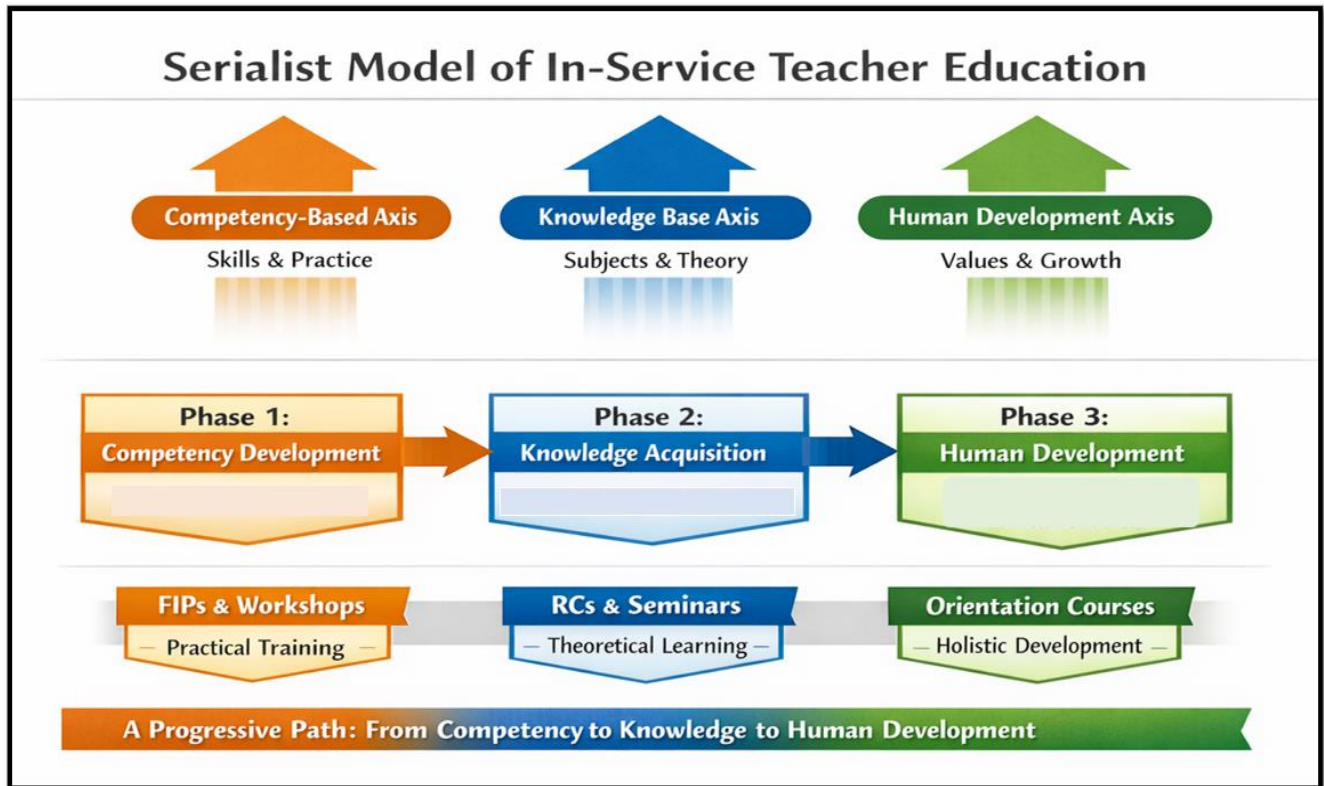 Serialist Model of In-Service Teacher Education
Competency-Based Axis
Skills & Practice
Knowledge Base Axis
Subjects & Theory
Human Development Axis
Values & Growth
Phase 1:
Competency Development
Phase 2:
Knowledge Acquisition
Phase 3:
Human Development
FIPs & Workshops
– Practical Training –
RCs & Seminars
– Theoretical Learning –
Orientation Courses
– Holistic Development –
A Progressive Path: From Competency to Knowledge to Human Development